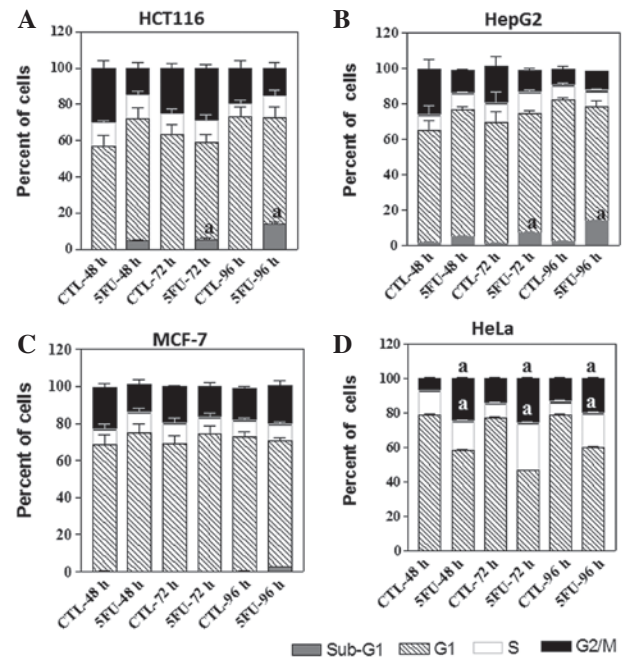 A
HCT116
Percent of cells
120
100
80
60
40
20
0
a
a
CTL-48 h
5FU-48 h
CTL-72 h
5FU-72 h
CTL-96 h
5FU-96 h
B
HepG2
Percent of cells
120
100
80
60
40
20
0
a
a
CTL-48 h
5FU-48 h
CTL-72 h
5FU-72 h
CTL-96 h
5FU-96 h
C
MCF-7
Percent of cells
120
100
80
60
40
20
0
CTL-48 h
5FU-48 h
CTL-72 h
5FU-72 h
CTL-96 h
5FU-96 h
D
HeLa
Percent of cells
120
100
80
60
40
20
0
a a a
a a a
CTL-48 h
5FU-48 h
CTL-72 h
5FU-72 h
CTL-96 h
5FU-96 h
Sub-G1 G1 S G2/M